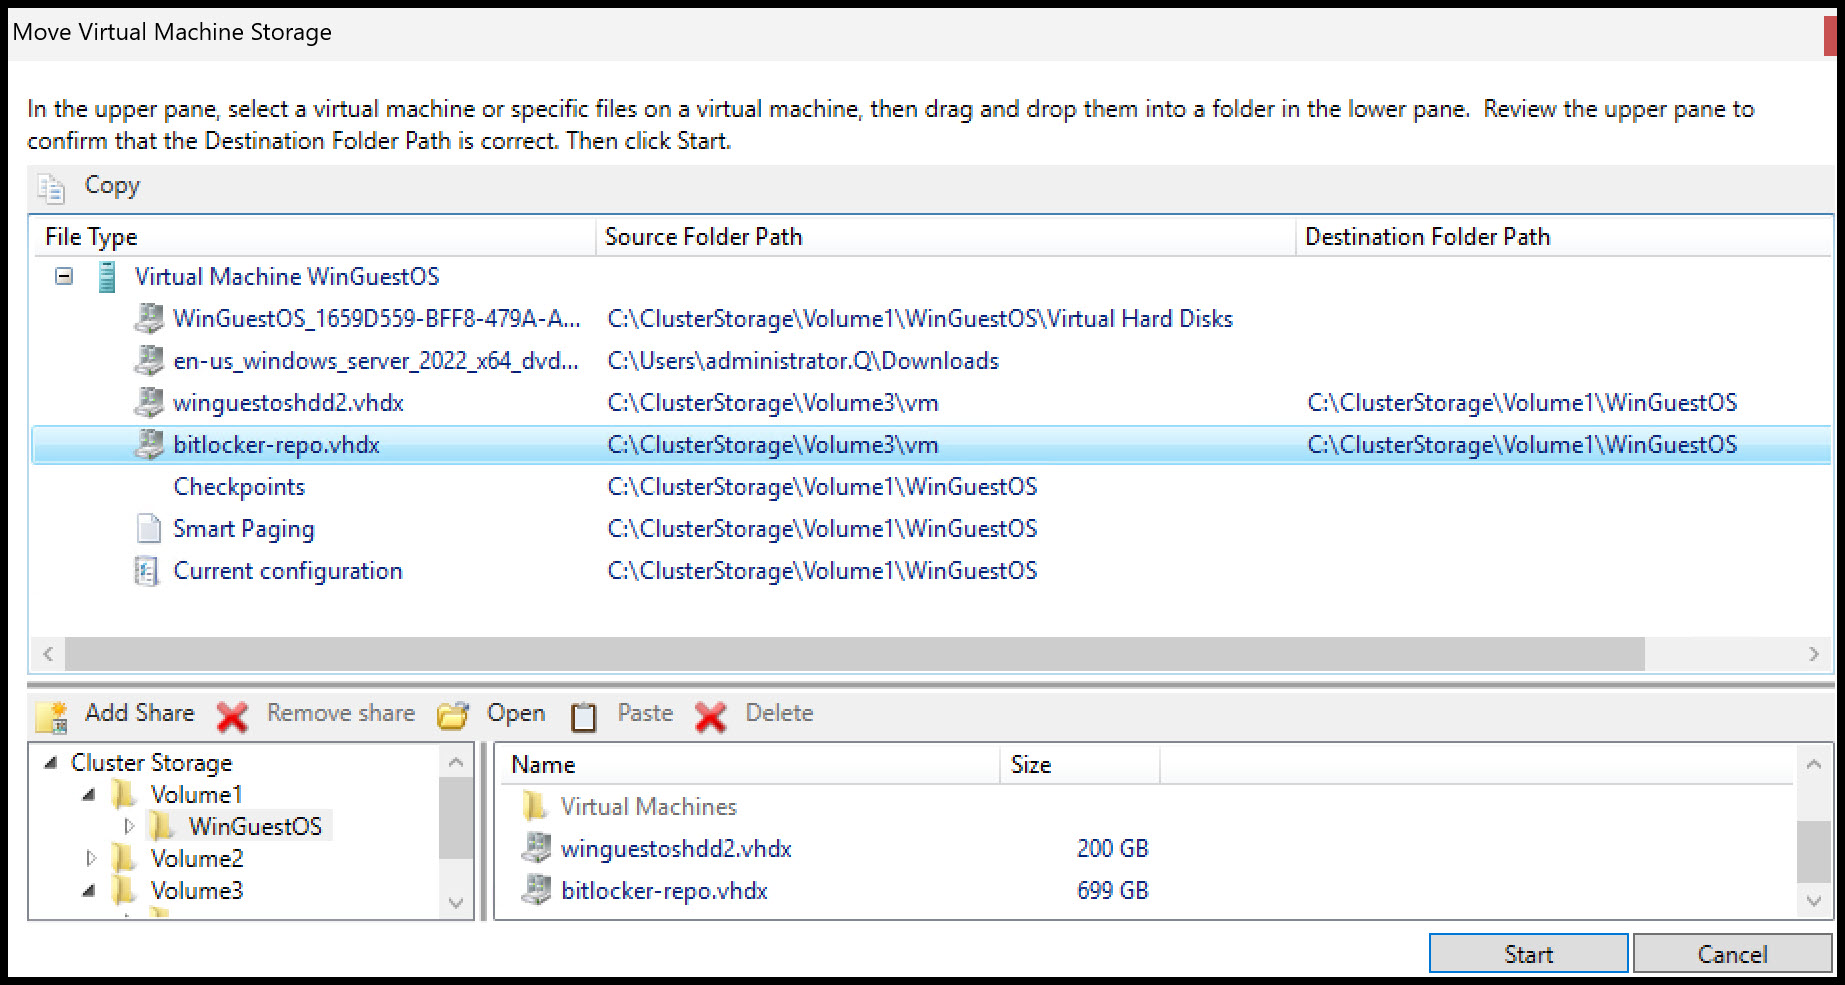 Move Virtual Machine Storage
In the upper pane, select a virtual machine or specific files on a virtual machine, then drag and drop them into a folder in the lower pane.  Review the upper pane to
confirm that the Destination Folder Path is correct. Then click Start.
Copy
File Type Source Folder Path Destination Folder Path
Virtual Machine WinGuestOS
WinGuestOS_1659D559-BFF8-479A-A... C:\ClusterStorage\Volume1\WinGuestOS\Virtual Hard Disks
en-us_windows_server_2022_x64_dvd... C:\Users\administrator.Q\Downloads
winguestoshdd2.vhdx C:\ClusterStorage\Volume3\vm C:\ClusterStorage\Volume1\WinGuestOS
bitlocker-repo.vhdx C:\ClusterStorage\Volume3\vm C:\ClusterStorage\Volume1\WinGuestOS
Checkpoints C:\ClusterStorage\Volume1\WinGuestOS
Smart Paging C:\ClusterStorage\Volume1\WinGuestOS
Current configuration C:\ClusterStorage\Volume1\WinGuestOS
Add Share Remove share Open Paste Delete
Cluster Storage
Volume1
WinGuestOS
Volume2
Volume3
Name Size
Virtual Machines
winguestoshdd2.vhdx 200 GB
bitlocker-repo.vhdx 699 GB
Start Cancel